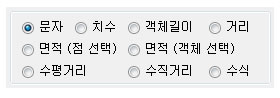 문자 치수 객체길이 거리
면적 (점 선택) 면적 (객체 선택)
수평거리 수직거리 수식